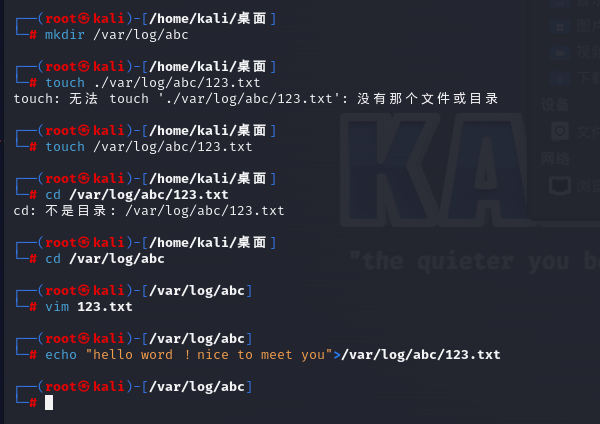 ┌──(root㉿kali)-[/home/kali/桌面]
└─# mkdir /var/log/abc
┌──(root㉿kali)-[/home/kali/桌面]
└─# touch ./var/log/abc/123.txt
touch: 无法 touch './var/log/abc/123.txt': 没有那个文件或目录
┌──(root㉿kali)-[/home/kali/桌面]
└─# touch /var/log/abc/123.txt
┌──(root㉿kali)-[/home/kali/桌面]
└─# cd /var/log/abc/123.txt
cd: 不是目录: /var/log/abc/123.txt
┌──(root㉿kali)-[/home/kali/桌面]
└─# cd /var/log/abc
┌──(root㉿kali)-[/var/log/abc]
└─# vim 123.txt
┌──(root㉿kali)-[/var/log/abc]
└─# echo "hello word ！nice to meet you">/var/log/abc/123.txt
┌──(root㉿kali)-[/var/log/abc]
└─#
KA
"the quieter you b
设备
网络